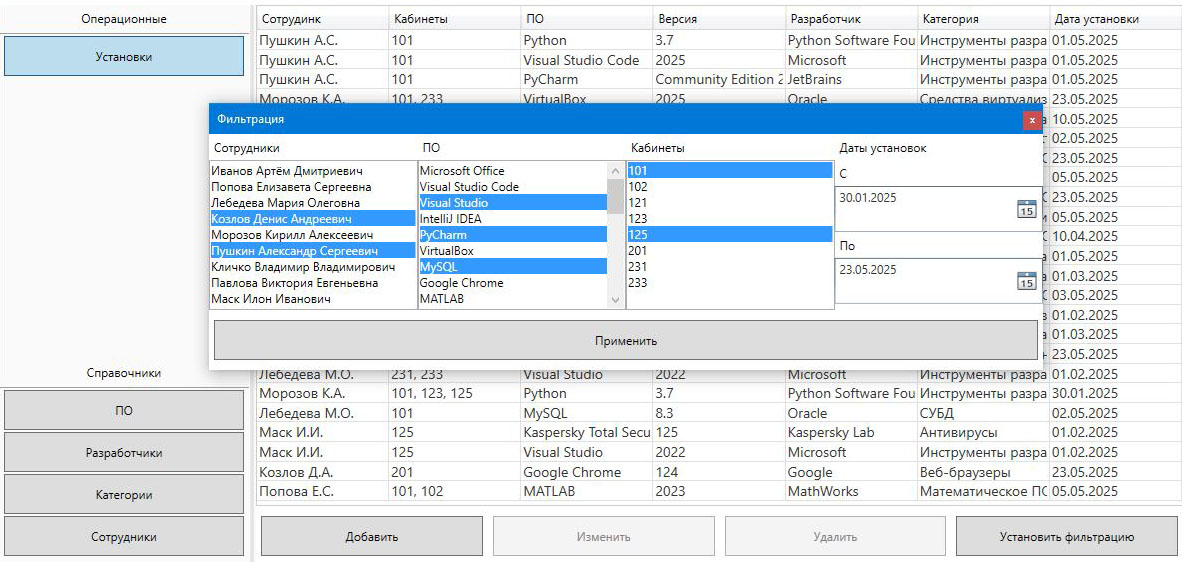 Операционные
Установки
Справочники
ПО
Разработчики
Категории
Сотрудники
Сотрудинк Кабинеты ПО Версия Разработчик Категория Дата установки
Пушкин А.С. 101 Python 3.7 Python Software Fou Инструменты разра 01.05.2025
Пушкин А.С. 101 Visual Studio Code 2025 Microsoft Инструменты разра 01.05.2025
Пушкин А.С. 101 PyCharm Community Edition 2 JetBrains Инструменты разра 01.05.2025
Морозов К.А. 101, 233 VirtualBox 2025 Oracle Средства виртуализ 23.05.2025
10.05.2025
02.05.2025
23.05.2025
05.05.2025
23.05.2025
05.05.2025
10.04.2025
05.05.2025
01.03.2025
03.05.2025
01.02.2025
01.03.2025
23.05.2025
Лебедева М.О. 231, 233 Visual Studio 2022 Microsoft Инструменты разра 01.02.2025
Морозов К.А. 101, 123, 125 Python 3.7 Python Software Fou Инструменты разра 30.01.2025
Лебедева М.О. 101 MySQL 8.3 Oracle СУБД 02.05.2025
Маск И.И. 125 Kaspersky Total Secu 125 Kaspersky Lab Антивирусы 01.02.2025
Маск И.И. 125 Visual Studio 2022 Microsoft Инструменты разра 01.02.2025
Козлов Д.А. 201 Google Chrome 124 Google Веб-браузеры 23.05.2025
Попова Е.С. 101, 102 MATLAB 2023 MathWorks Математическое ПО 05.05.2025
Фильтрация x
Сотрудники
Иванов Артём Дмитриевич
Попова Елизавета Сергеевна
Лебедева Мария Олеговна
Козлов Денис Андреевич
Морозов Кирилл Алексеевич
Пушкин Александр Сергеевич
Кличко Владимир Владимирович
Павлова Виктория Евгеньевна
Маск Илон Иванович
ПО
Microsoft Office
Visual Studio Code
Visual Studio
IntelliJ IDEA
PyCharm
VirtualBox
MySQL
Google Chrome
MATLAB
Кабинеты
101
102
121
123
125
201
231
233
Даты установок
С
30.01.2025 15
По
23.05.2025 15
Применить
Добавить Изменить Удалить Установить фильтрацию